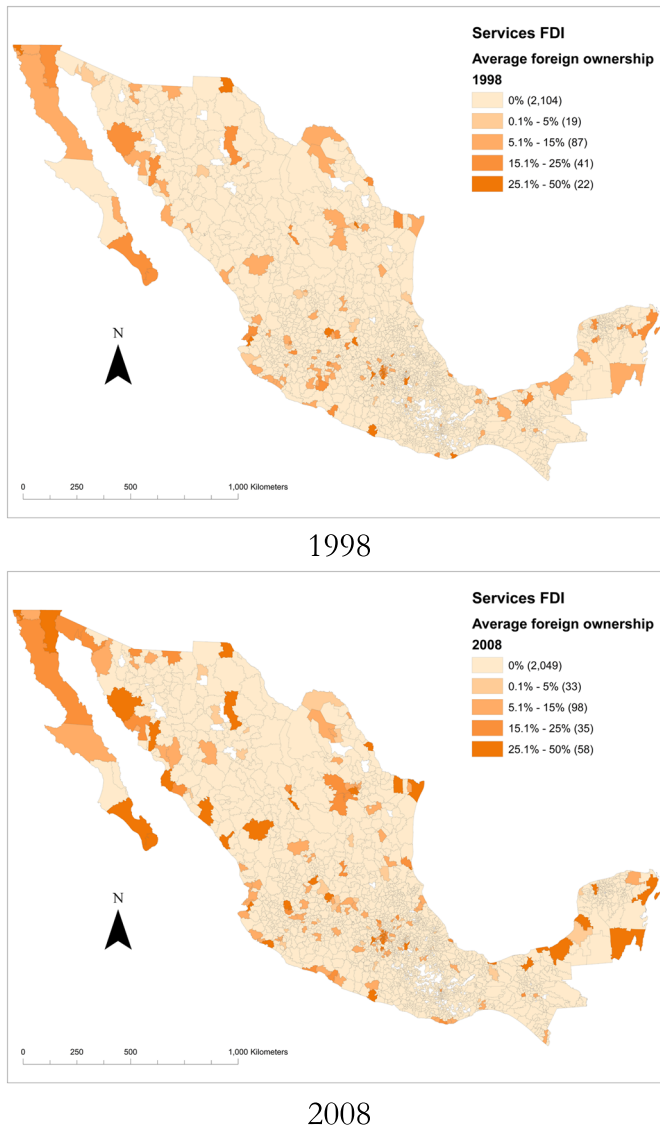 Services FDI
Average foreign ownership
1998
0% (2,104)
0.1% - 5% (19)
5.1% - 15% (87)
15.1% - 25% (41)
25.1% - 50% (22)
N
0 250 500 1,000 Kilometers
1998
Services FDI
Average foreign ownership
2008
0% (2,049)
0.1% - 5% (33)
5.1% - 15% (98)
15.1% - 25% (35)
25.1% - 50% (58)
N
0 250 500 1,000 Kilometers
2008